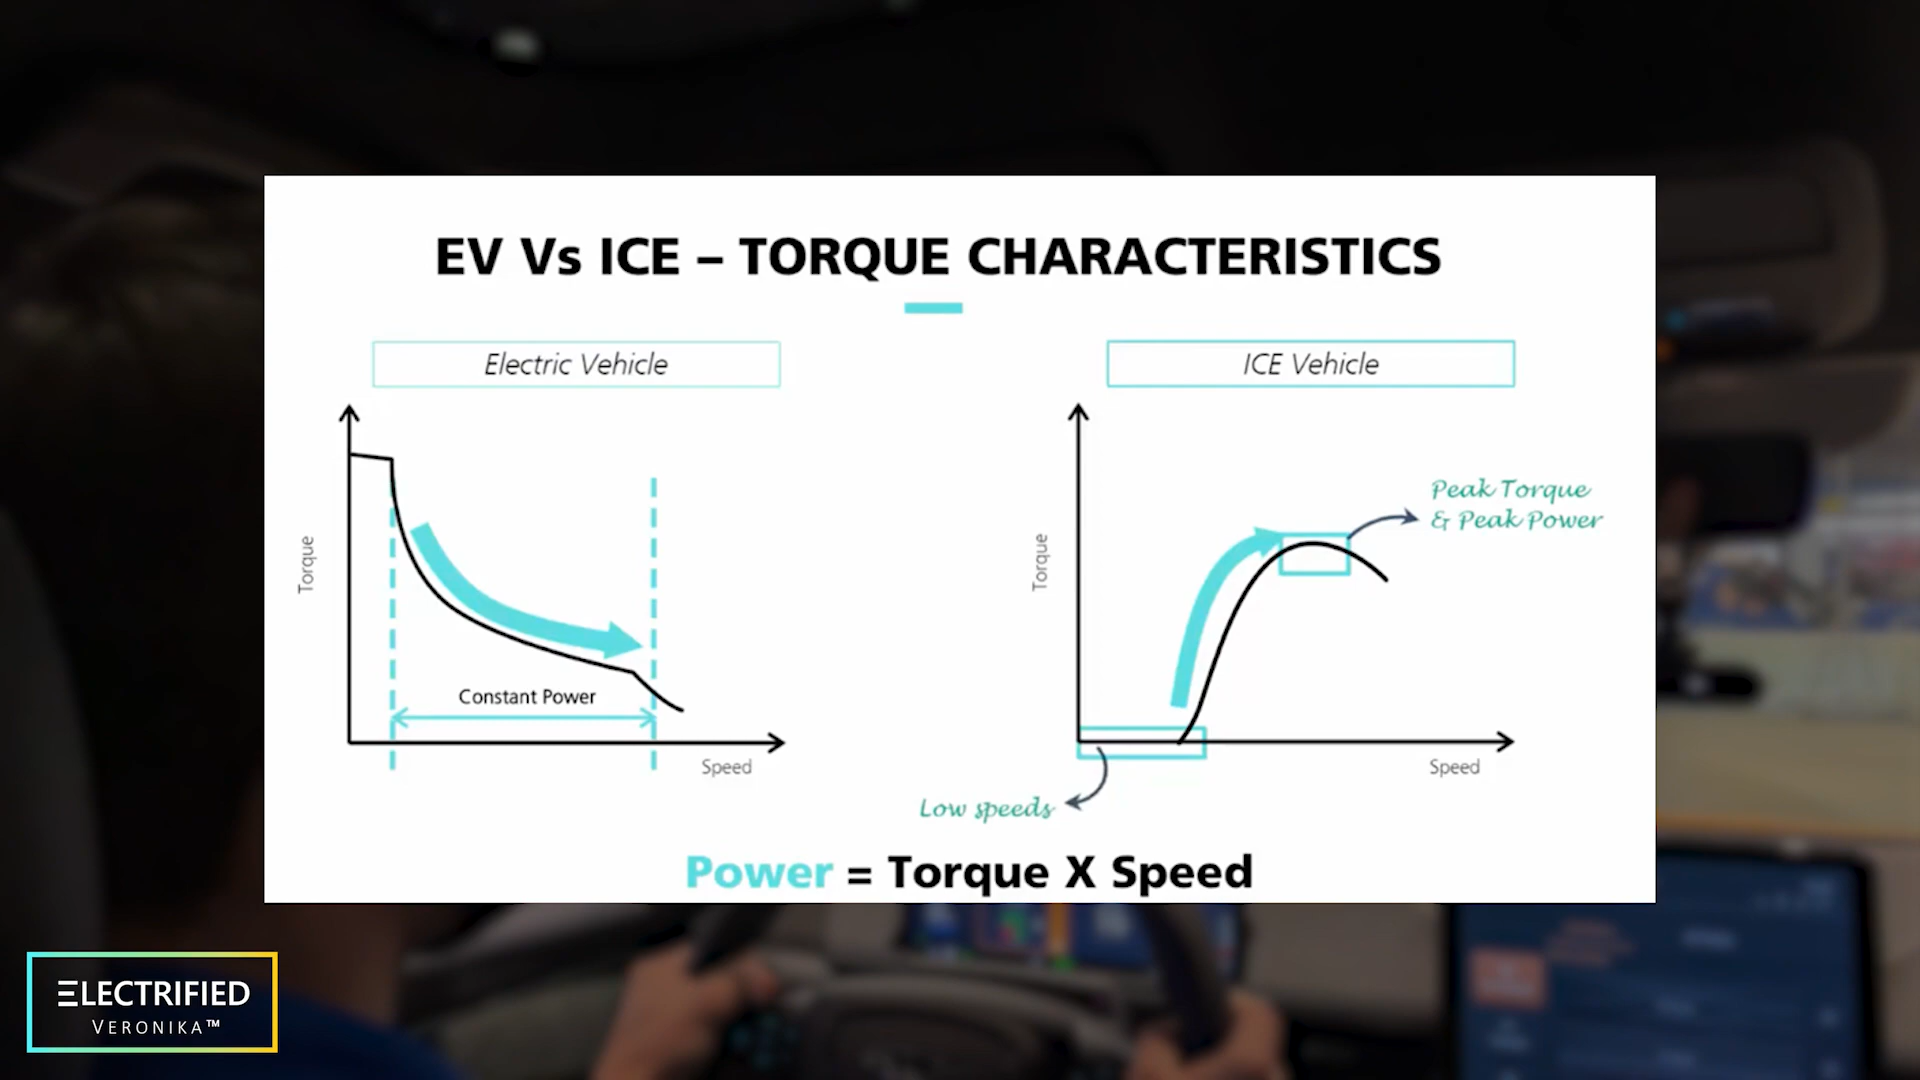 EV Vs ICE – TORQUE CHARACTERISTICS
Electric Vehicle
ICE Vehicle
Torque
Constant Power
Speed
Torque
Peak Torque
& Peak Power
Speed
Low speeds
Power = Torque X Speed
ELECTRIFIED
VERONIKA™